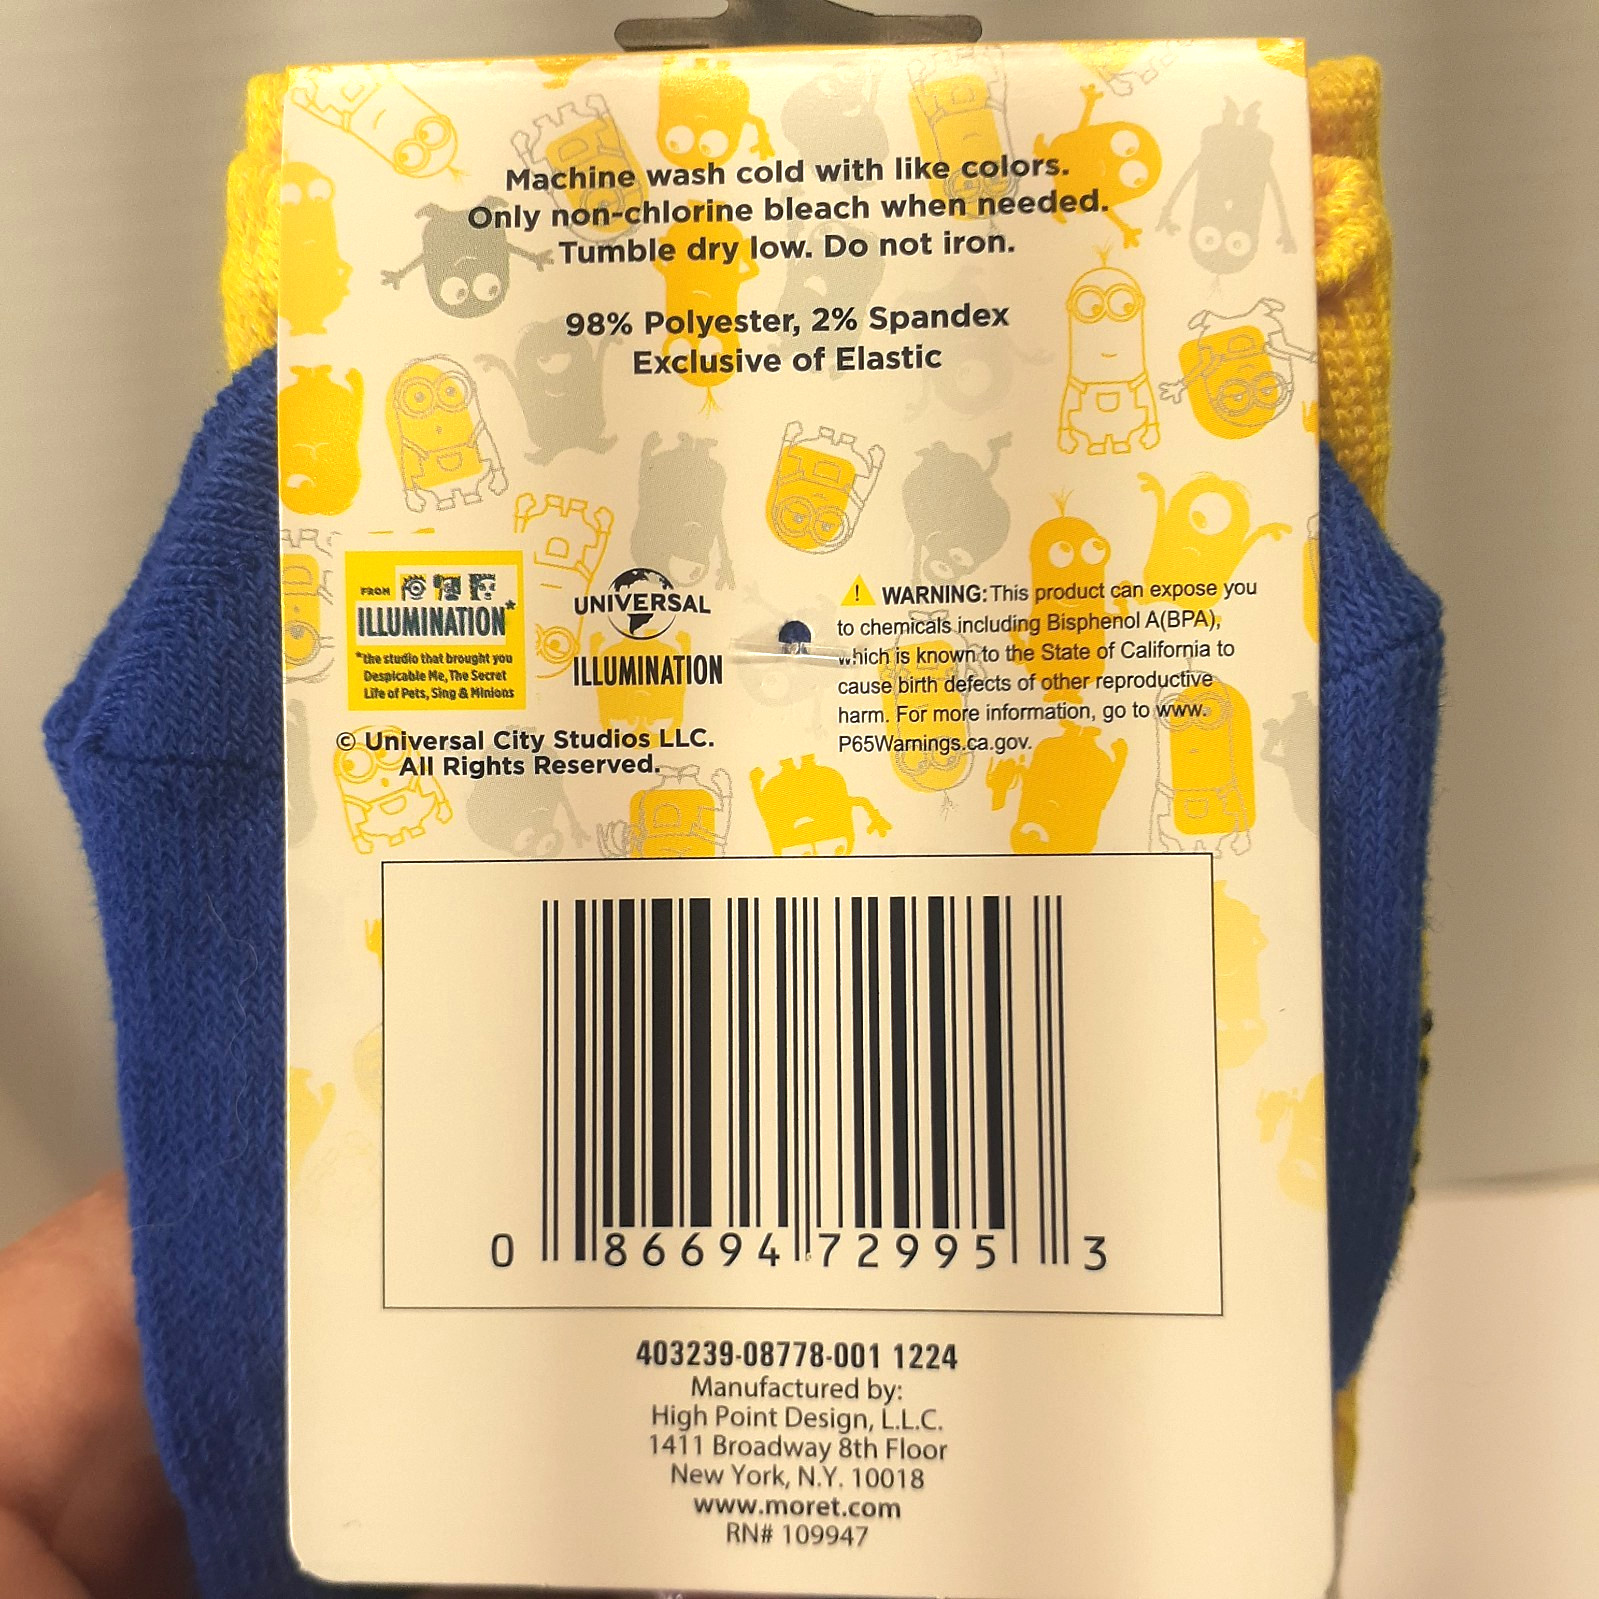 Machine wash cold with like colors.
Only non-chlorine bleach when needed.
Tumble dry low. Do not iron.
98% Polyester, 2% Spandex
Exclusive of Elastic
FROM
ILLUMINATION*
*the studio that brought you
Despicable Me, The Secret
Life of Pets, Sing & Minions
UNIVERSAL
ILLUMINATION
© Universal City Studios LLC.
All Rights Reserved.
! WARNING: This product can expose you
to chemicals including Bisphenol A(BPA),
which is known to the State of California to
cause birth defects of other reproductive
harm. For more information, go to www.
P65Warnings.ca.gov.
0 86694 72995 3
403239-08778-001 1224
Manufactured by:
High Point Design, L.L.C.
1411 Broadway 8th Floor
New York, N.Y. 10018
www.moret.com
RN# 109947